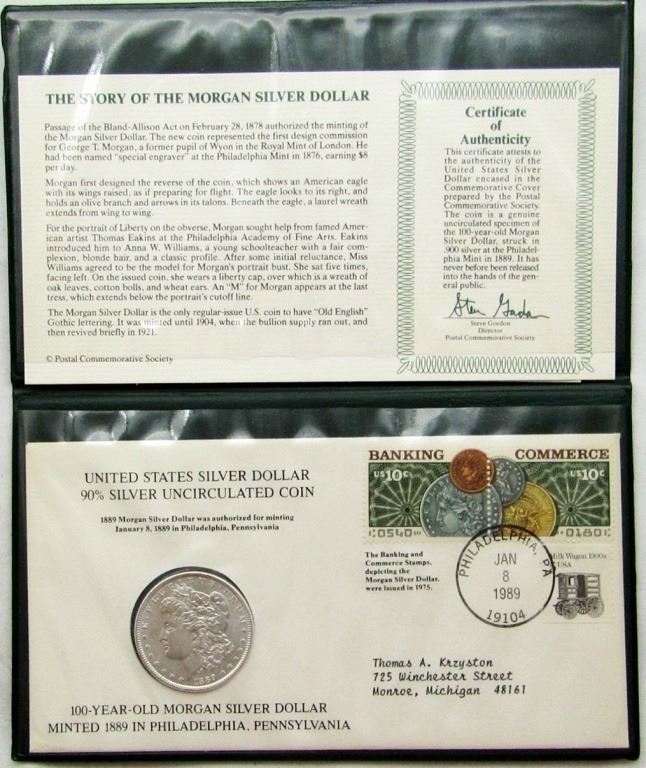 THE STORY OF THE MORGAN SILVER DOLLAR
Passage of the Bland-Allison Act on February 28, 1878 authorized the minting of
the Morgan Silver Dollar. The new coin represented the first design commission
for George T. Morgan, a former pupil of Wyon in the Royal Mint of London. He
had been named "special engraver" at the Philadelphia Mint in 1876, earning $8
per day.
Morgan first designed the reverse of the coin, which shows an American eagle
with its wings raised, as if preparing for flight. The eagle looks to its right, and
holds an olive branch and arrows in its talons. Beneath the eagle, a laurel wreath
extends from wing to wing.
For the portrait of Liberty on the obverse, Morgan sought help from famed Amer-
ican artist Thomas Eakins at the Philadelphia Academy of Fine Arts. Eakins
introduced him to Anna W. Williams, a young schoolteacher with a fair com-
plexion, blonde hair, and a classic profile. After some initial reluctance, Miss
Williams agreed to be the model for Morgan's portrait bust. She sat five times,
facing left. On the issued coin, she wears a liberty cap, over which is a wreath of
oak leaves, cotton bolls, and wheat ears. An "M" for Morgan appears at the last
tress, which extends below the portrait's cutoff line.
The Morgan Silver Dollar is the only regular-issue U.S. coin to have "Old English"
Gothic lettering. It was minted until 1904, when the bullion supply ran out, and
then revived briefly in 1921.
© Postal Commemorative Society
Certificate
of
Authenticity
This certificate attests to
the authenticity of the
United States Silver
Dollar encased in the
Commemorative Cover
prepared by the Postal
Commemorative Society.
The coin is a genuine
uncirculated specimen of
the 100-year-old Morgan
Silver Dollar, struck in
.900 silver at the Philadel-
phia Mint in 1889. It has
never before been released
into the hands of the gen-
eral public.
Steve Gordon
Director
Postal Commemorative Society
UNITED STATES SILVER DOLLAR
90% SILVER UNCIRCULATED COIN
1889 Morgan Silver Dollar was authorized for minting
January 8, 1889 in Philadelphia, Pennsylvania
1889
100-YEAR-OLD MORGAN SILVER DOLLAR
MINTED 1889 IN PHILADELPHIA, PENNSYLVANIA
BANKING COMMERCE
US10c US10c
0540 0180
The Banking and
Commerce Stamps,
depicting the
Morgan Silver Dollar,
were issued in 1975.
PHILADELPHIA, PA
JAN
8
1989
19104
Milk Wagon 1900s
USA
Thomas A. Krzyston
725 Winchester Street
Monroe, Michigan 48161